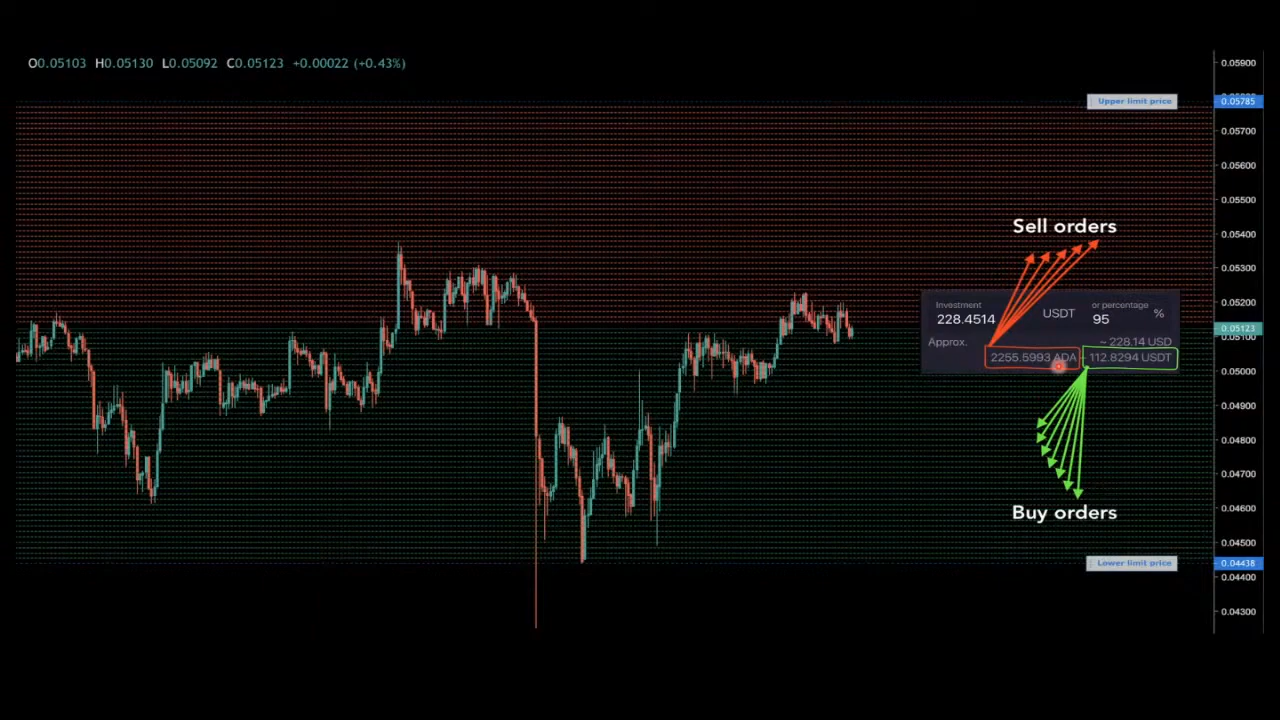 O0.05103 H0.05130 L0.05092 C0.05123 +0.00022 (+0.43%)
0.05900
Upper limit price
0.05785
0.05700
0.05600
0.05500
Sell orders
0.05400
0.05300
Investment
or percentage
228.4514
USDT
95
%
0.05200
0.05123
0.05100
Approx.
~ 228.14 USD
2255.5993 ADA
112.8294 USDT
0.05000
0.04900
0.04800
0.04700
0.04600
Buy orders
0.04500
Lower limit price
0.04438
0.04400
0.04300